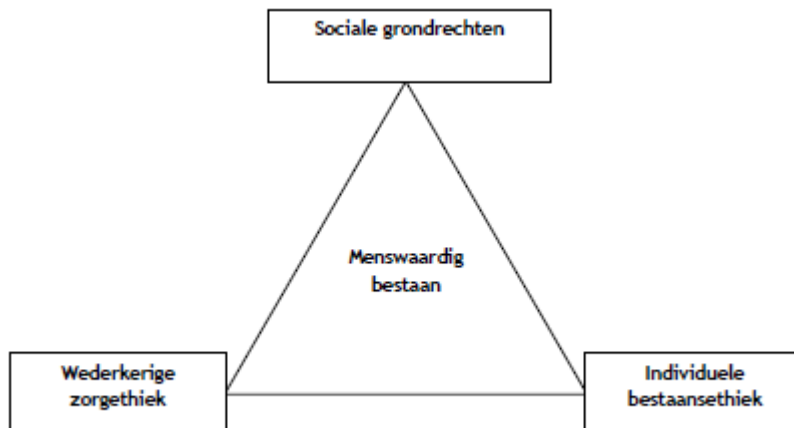 Sociale grondrechten
Menswaardig
bestaan
Wederkerige
zorgethiek
Individuele
bestaansethiek